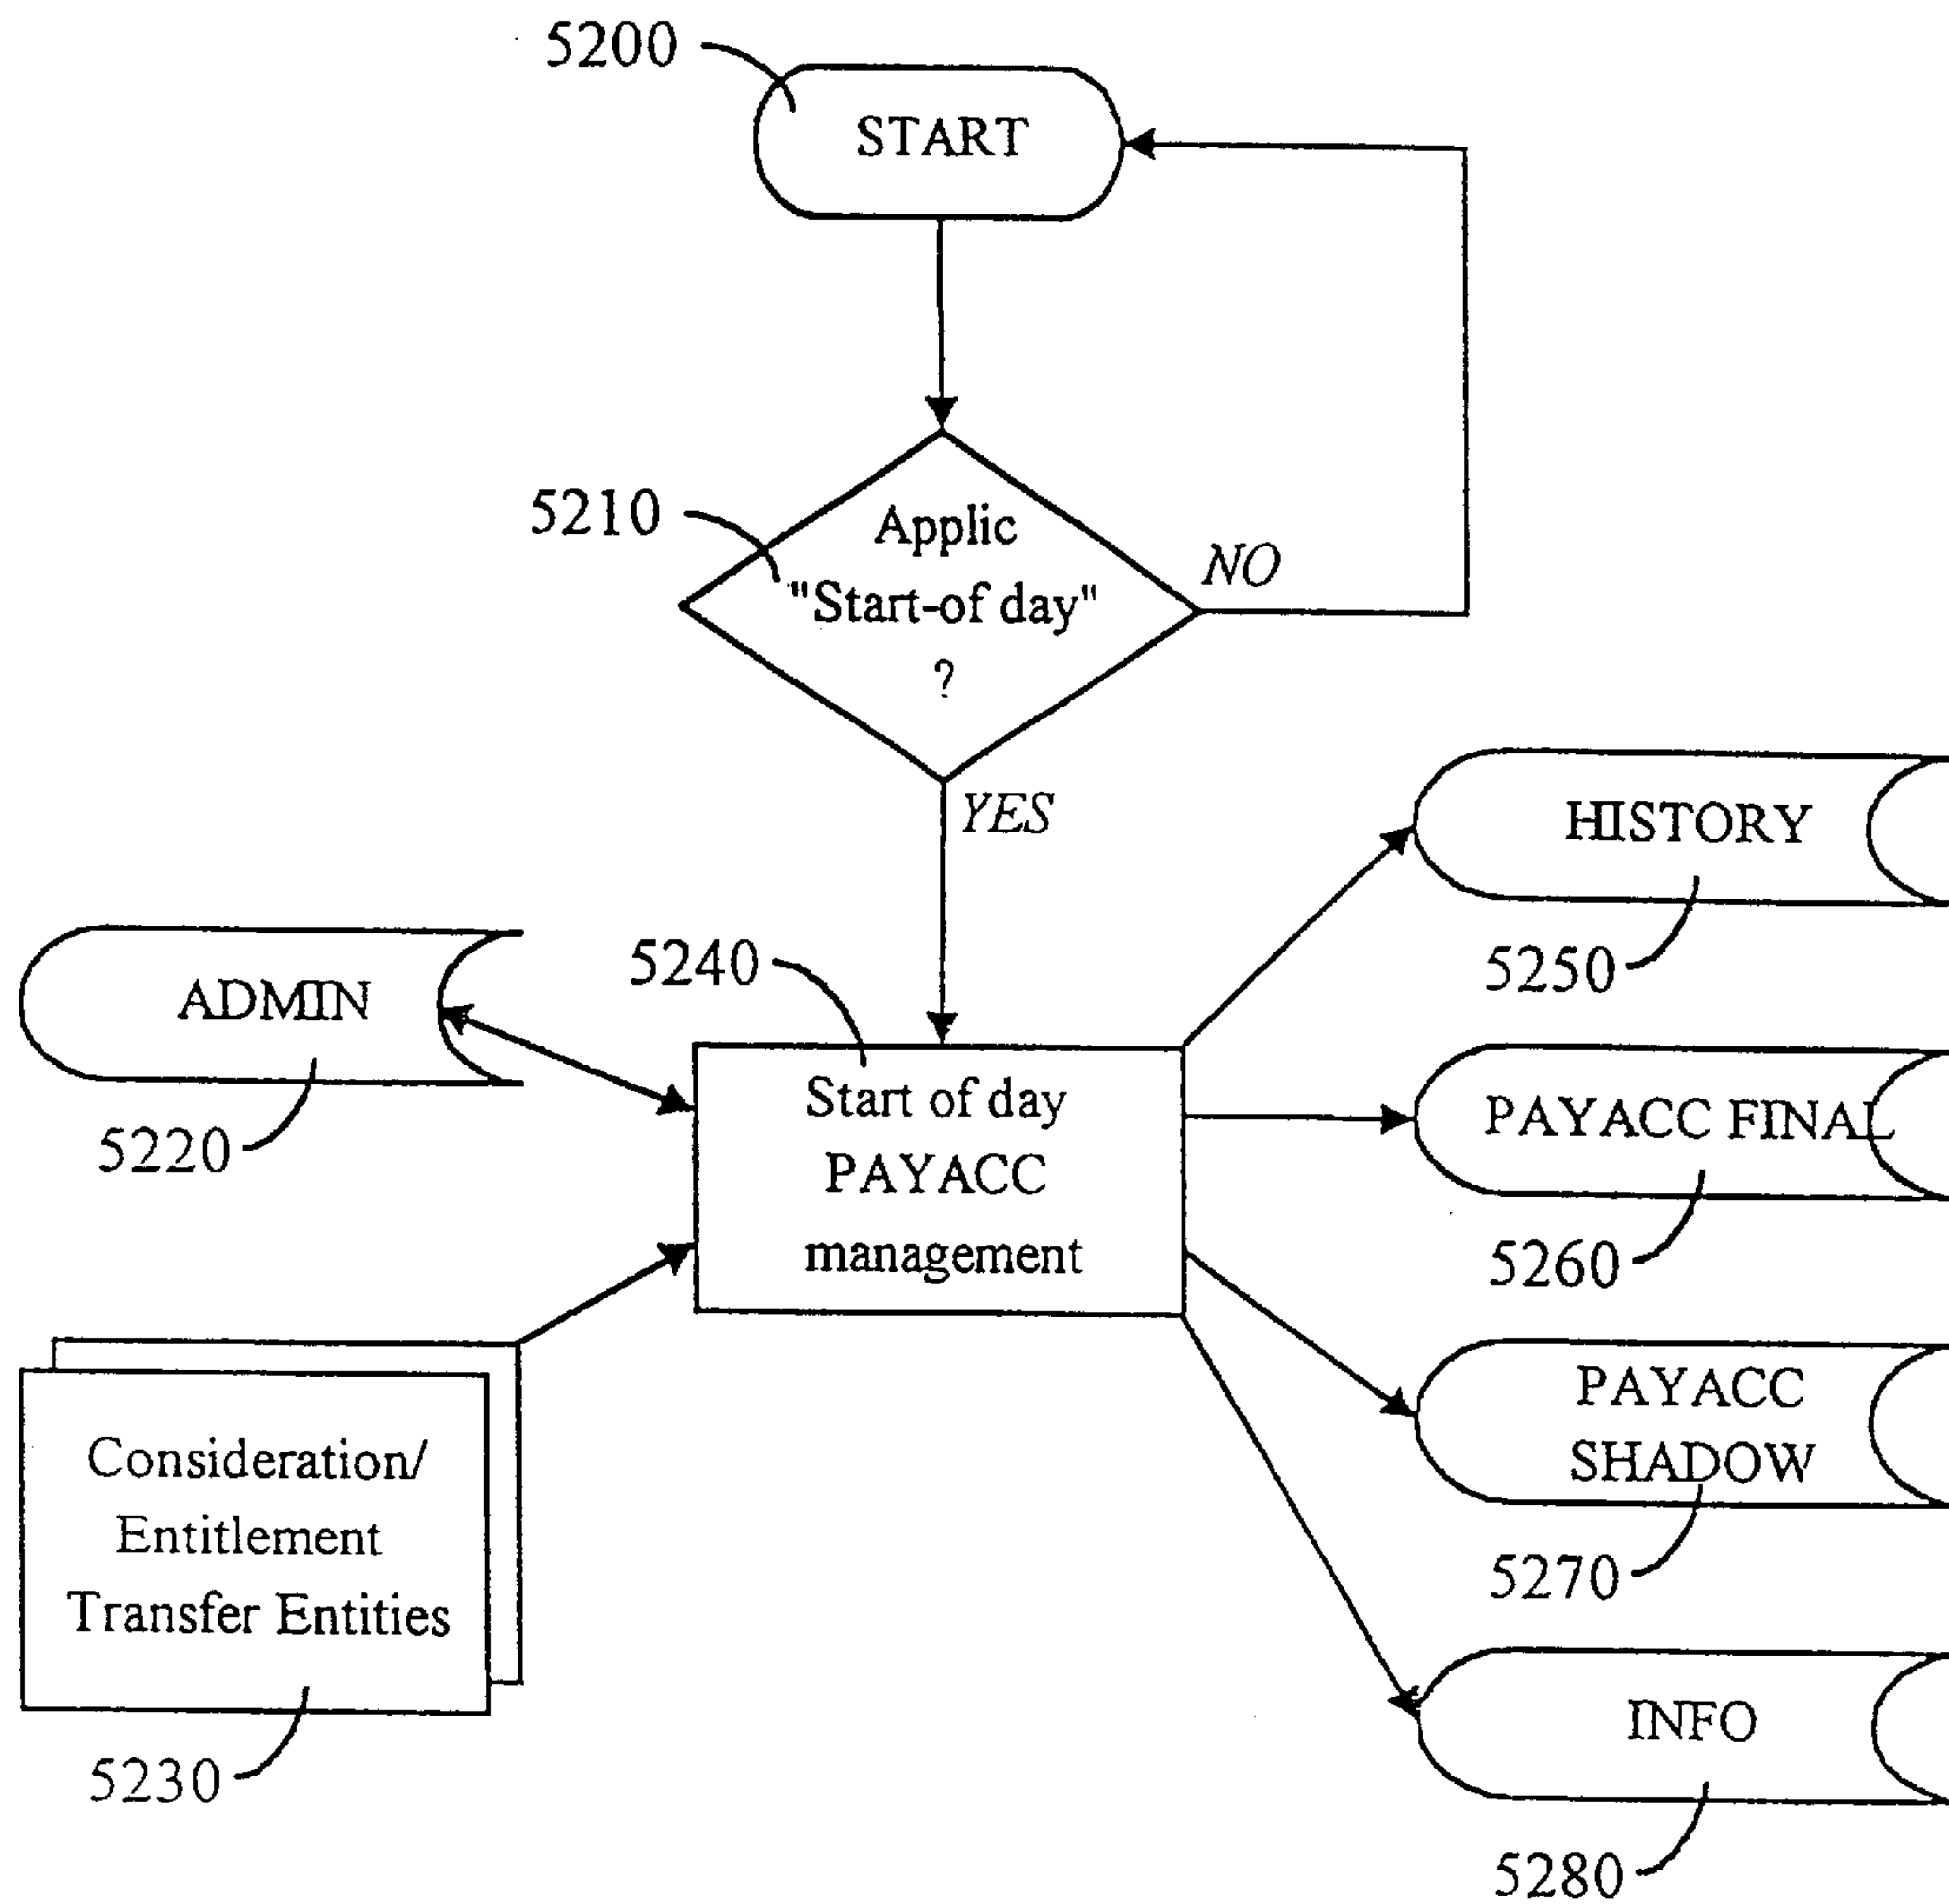 5200
START
5210
Applic
"Start-of day"
?
NO
YES
HISTORY
5250
ADMIN
5220
5240
Start of day
PAYACC
management
PAYACC FINAL
5260
Consideration/
Entitlement
Transfer Entities
5230
PAYACC
SHADOW
5270
INFO
5280